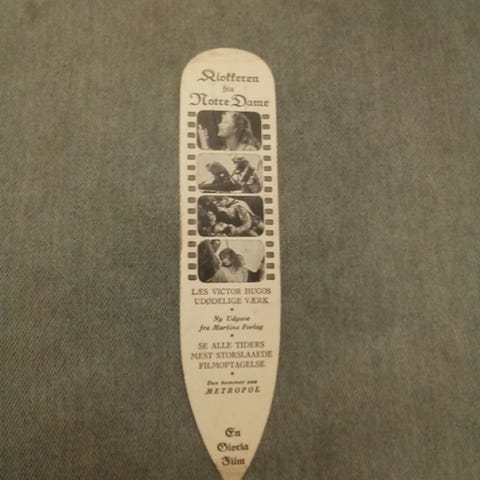 Klokkeren
fra
Notre Dame
LÆS VICTOR HUGOS
UDØDELIGE VÆRK
Ny Udgave
fra Martins Forlag
SE ALLE TIDERS
MEST STORSLAAEDE
FILMOPTAGELSE
Den kommer paa
METROPOL
En
Gloria
Film